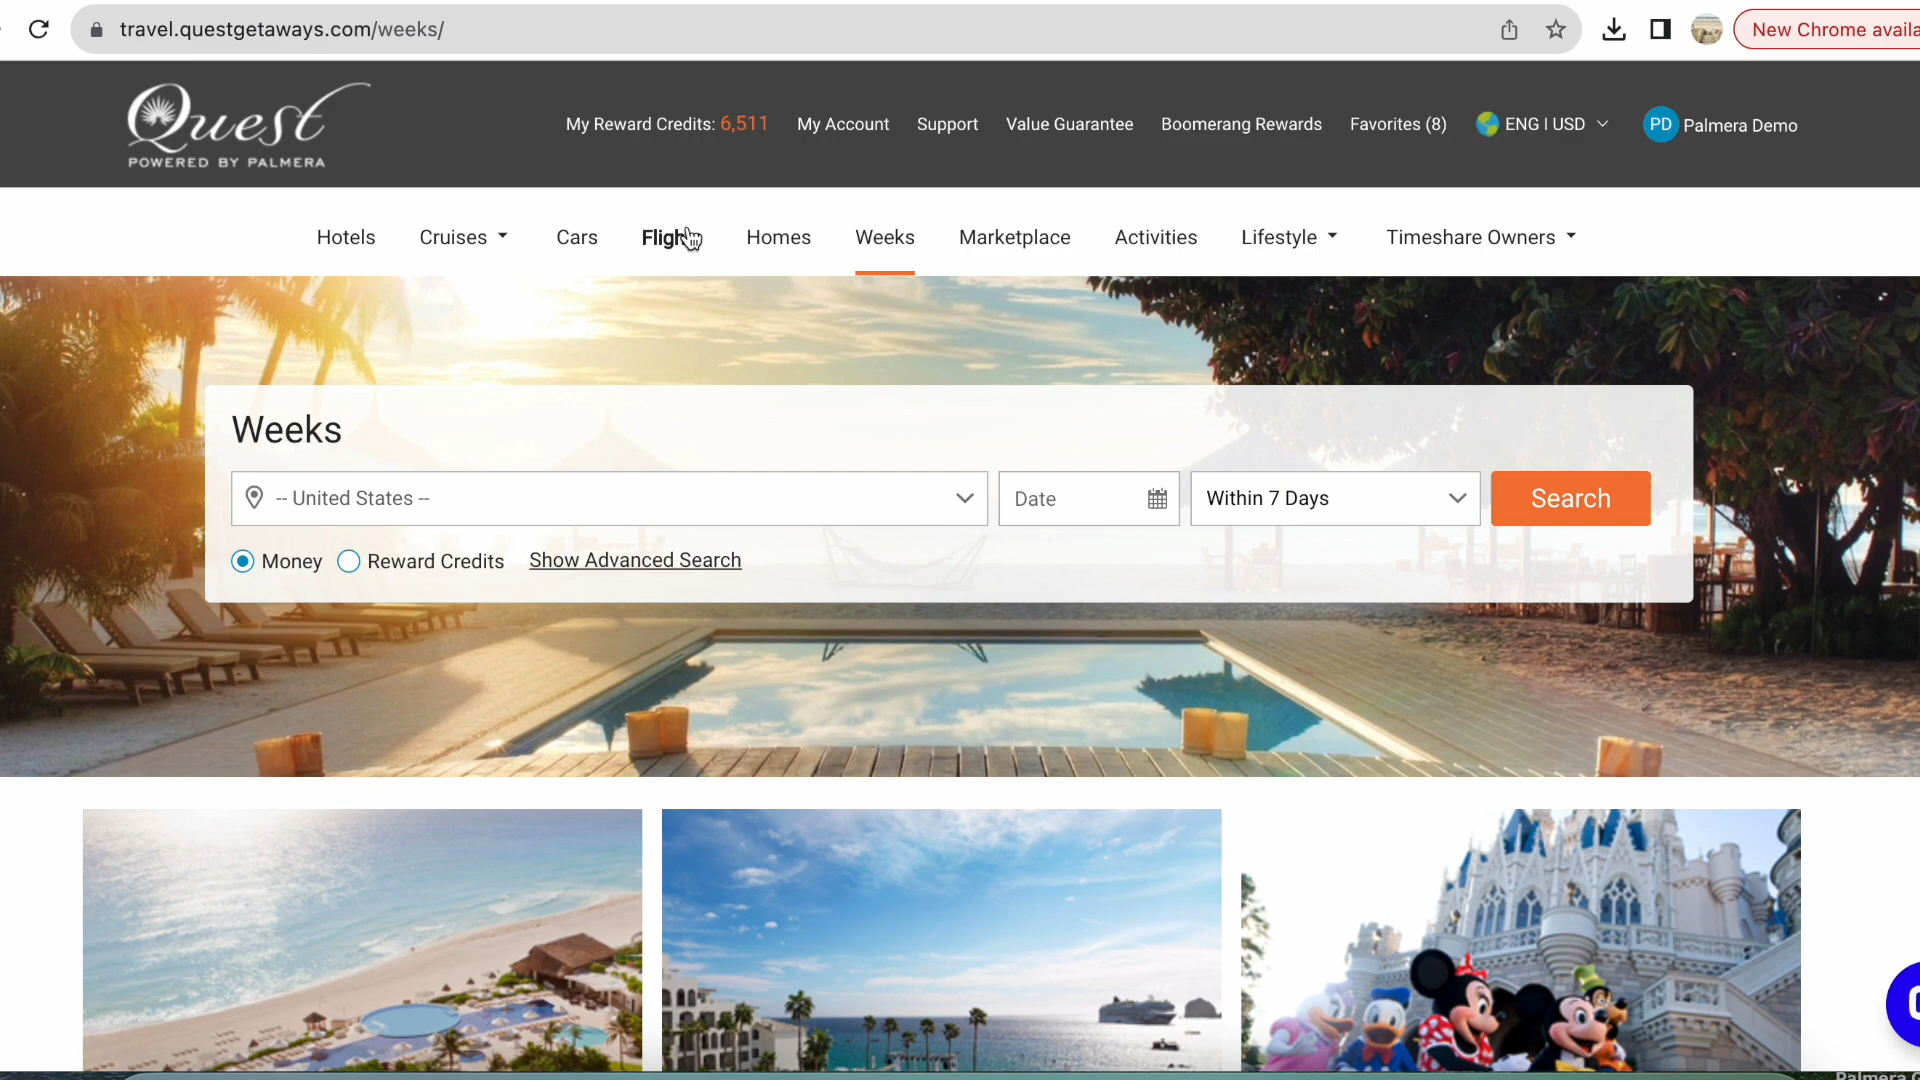 travel.questgetaways.com/weeks/
New Chrome availa
Quest
POWERED BY PALMERA
My Reward Credits: 6,511
My Account
Support
Value Guarantee
Boomerang Rewards
Favorites (8)
ENG I USD
PD
Palmera Demo
Hotels
Cruises
Cars
Homes
Weeks
Marketplace
Activities
Lifestyle
Timeshare Owners
Weeks
-- United States --
Date
Within 7 Days
Search
Money
Reward Credits
Show Advanced Search